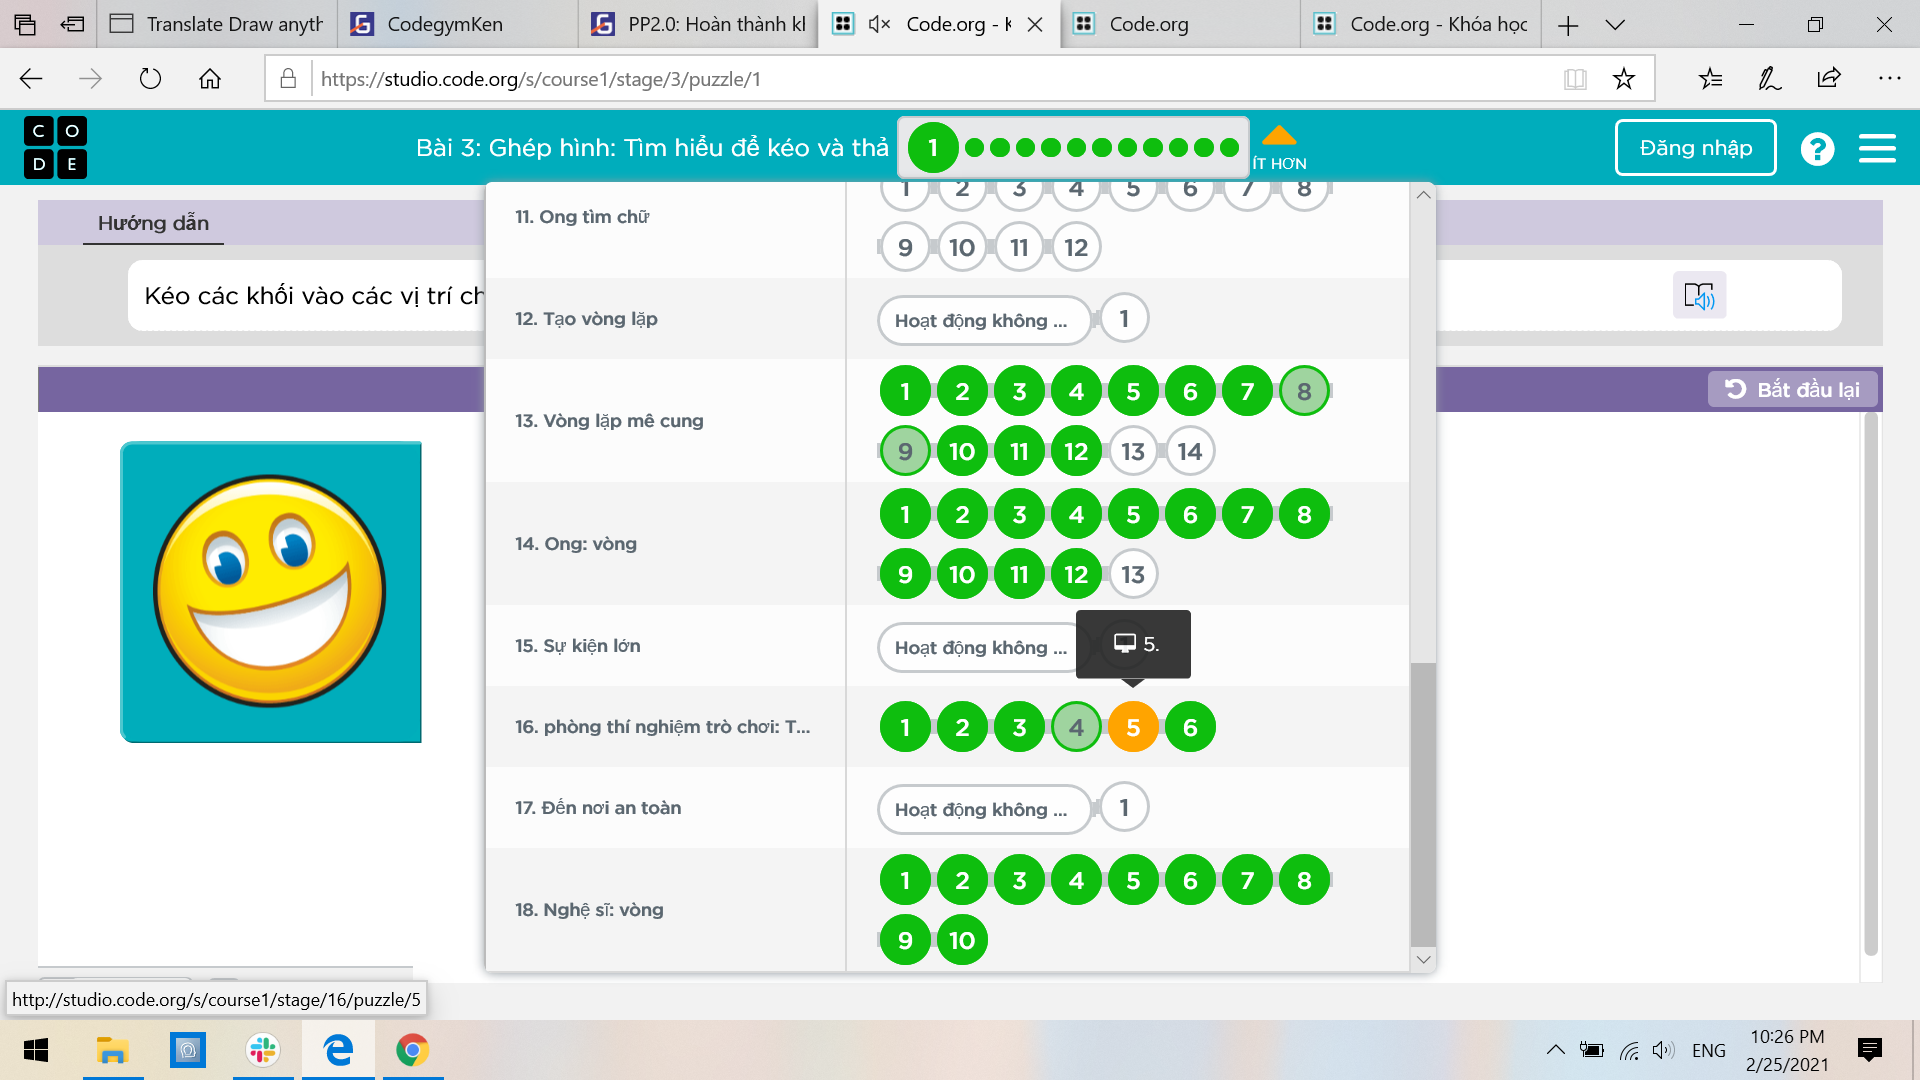 Translate Draw anyth
CodegymKen
PP2.0: Hoàn thành kl
Code.org - K
Code.org
Code.org - Khóa học
https://studio.code.org/s/course1/stage/3/puzzle/1
C O
D E
Bài 3: Ghép hình: Tìm hiểu để kéo và thả
1
ÍT HƠN
Đăng nhập
?
Hướng dẫn
Kéo các khối vào các vị trí ch
Bắt đầu lại
1 2 3 4 5 6 7 8
11. Ong tìm chữ
9 10 11 12
12. Tạo vòng lặp
Hoạt động không ... 1
1 2 3 4 5 6 7 8
13. Vòng lặp mê cung
9 10 11 12 13 14
1 2 3 4 5 6 7 8
14. Ong: vòng
9 10 11 12 13
15. Sự kiện lớn
Hoạt động không ...
5.
16. phòng thí nghiệm trò chơi: T...
1 2 3 4 5 6
17. Đến nơi an toàn
Hoạt động không ... 1
1 2 3 4 5 6 7 8
18. Nghệ sĩ: vòng
9 10
http://studio.code.org/s/course1/stage/16/puzzle/5
ENG
10:26 PM
2/25/2021